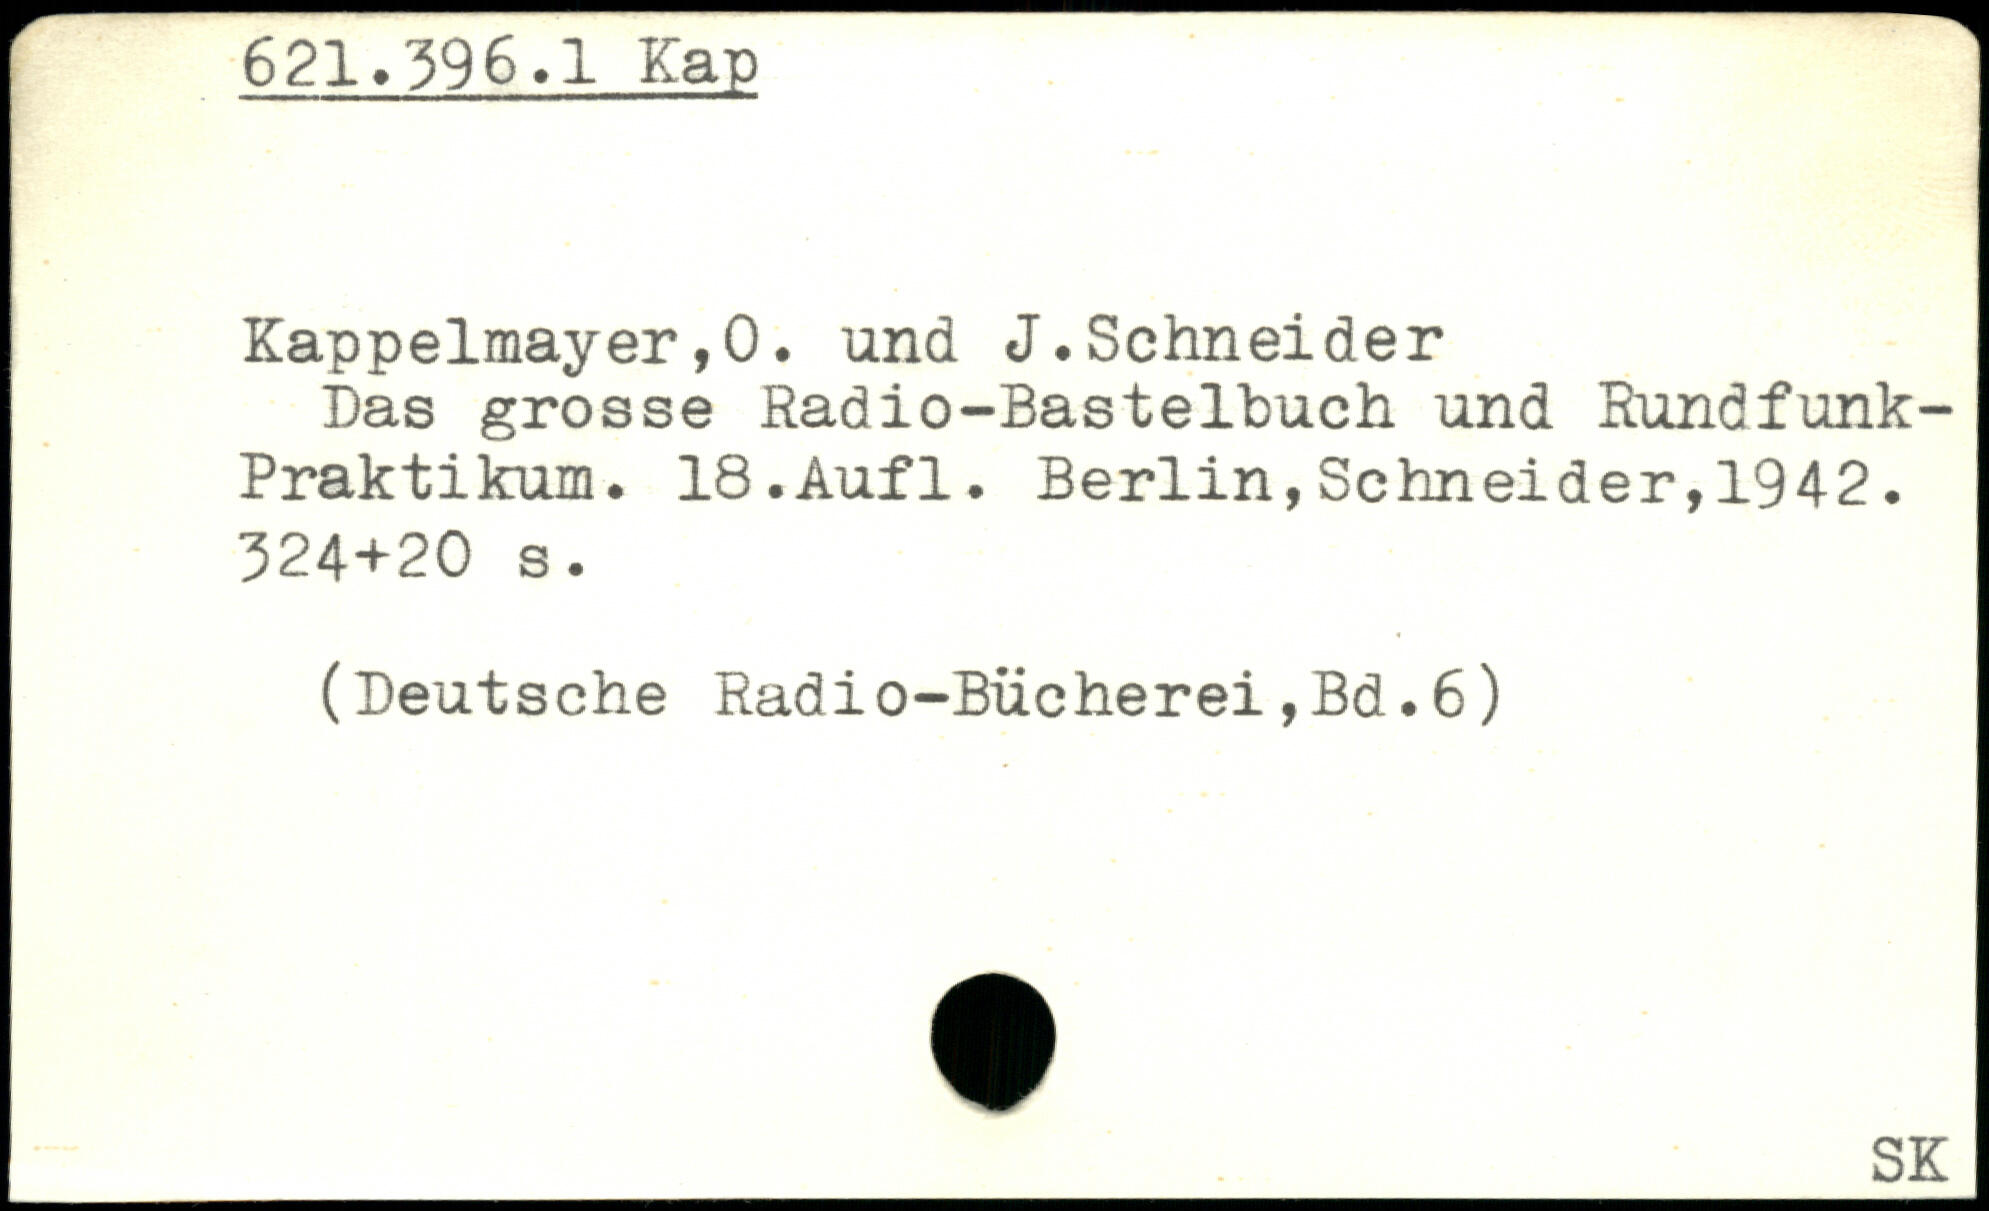 621.396.1 Kap
Kappelmayer,O. und J.Schneider
Das grosse Radio-Bastelbuch und Rundfunk-
Praktikum. 18.Aufl. Berlin,Schneider,1942.
324+20 s.
(Deutsche Radio-Bücherei,Bd.6)
SK